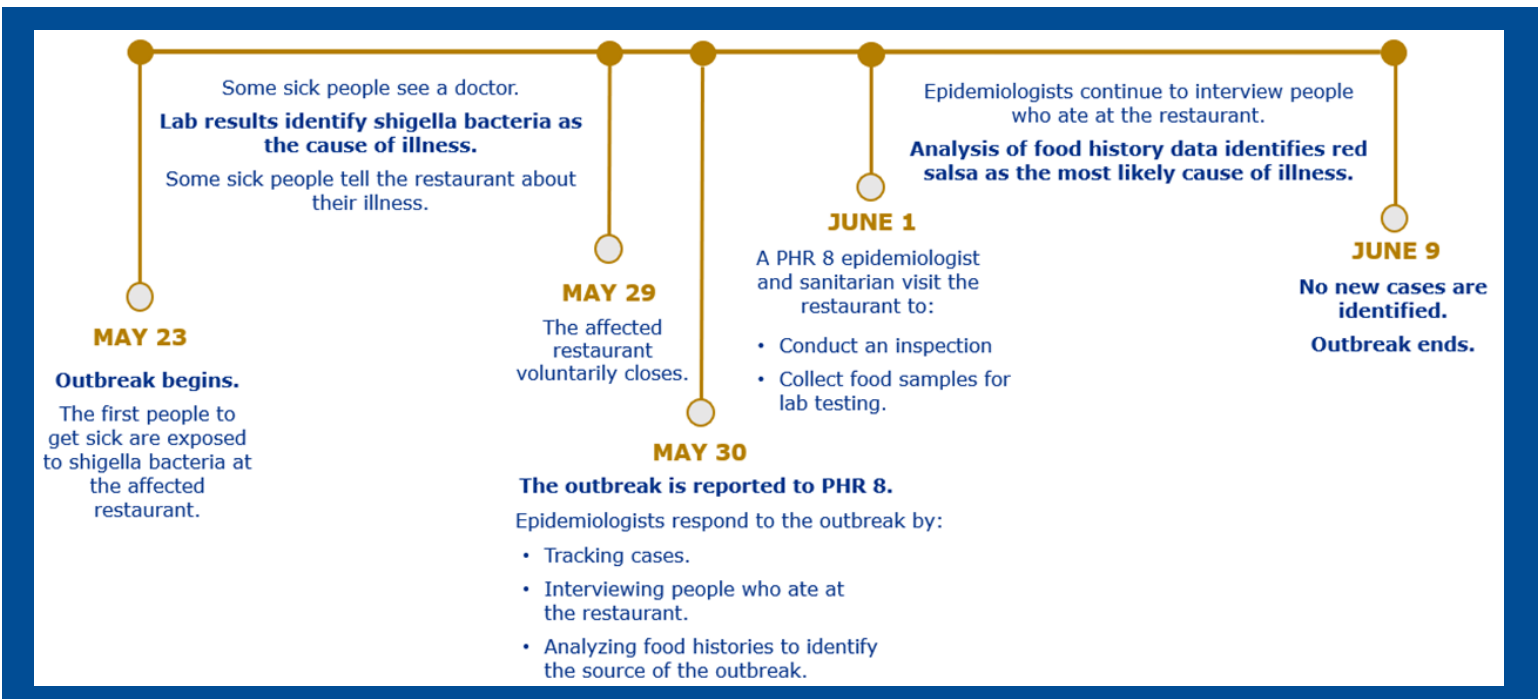 MAY 23
Outbreak begins.
The first people to
get sick are exposed
to shigella bacteria at
the affected
restaurant.
Some sick people see a doctor.
Lab results identify shigella bacteria as
the cause of illness.
Some sick people tell the restaurant about
their illness.
MAY 29
The affected
restaurant
voluntarily closes.
MAY 30
The outbreak is reported to PHR 8.
Epidemiologists respond to the outbreak by:
• Tracking cases.
• Interviewing people who ate at
the restaurant.
• Analyzing food histories to identify
the source of the outbreak.
JUNE 1
A PHR 8 epidemiologist
and sanitarian visit the
restaurant to:
• Conduct an inspection
• Collect food samples for
lab testing.
Epidemiologists continue to interview people
who ate at the restaurant.
Analysis of food history data identifies red
salsa as the most likely cause of illness.
JUNE 9
No new cases are
identified.
Outbreak ends.